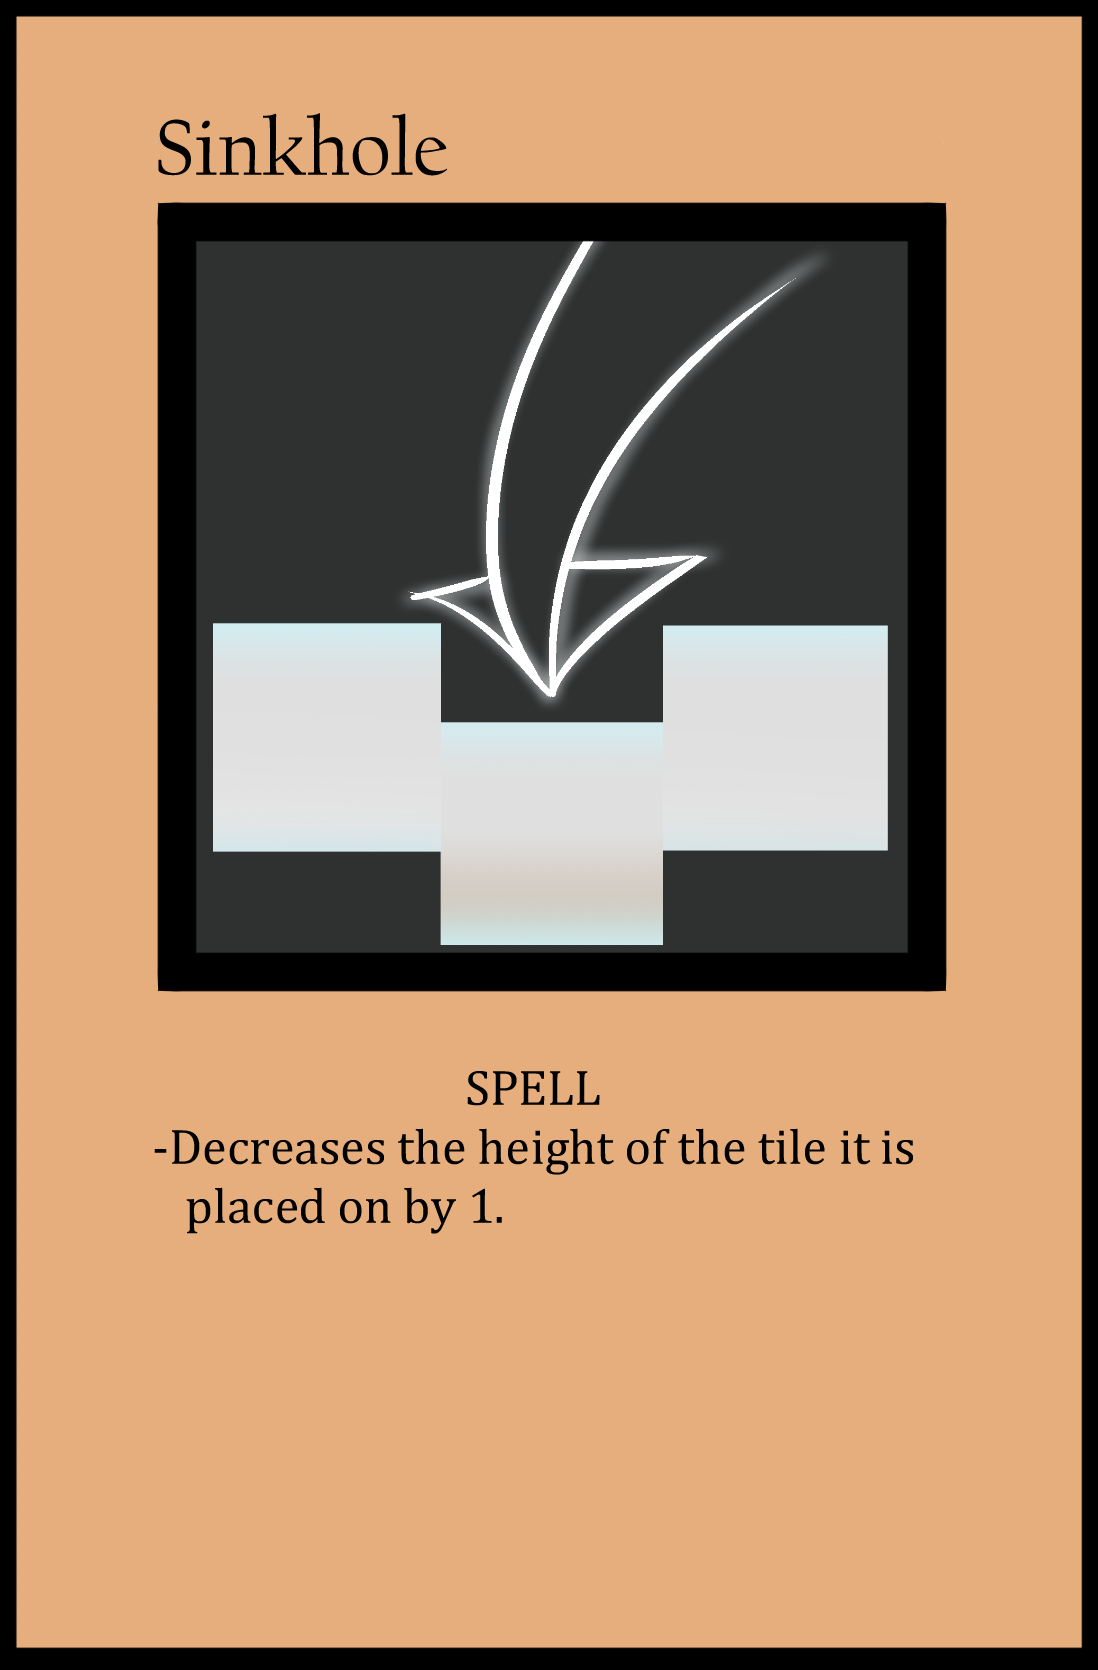 Sinkhole
SPELL
-Decreases the height of the tile it is
placed on by 1.